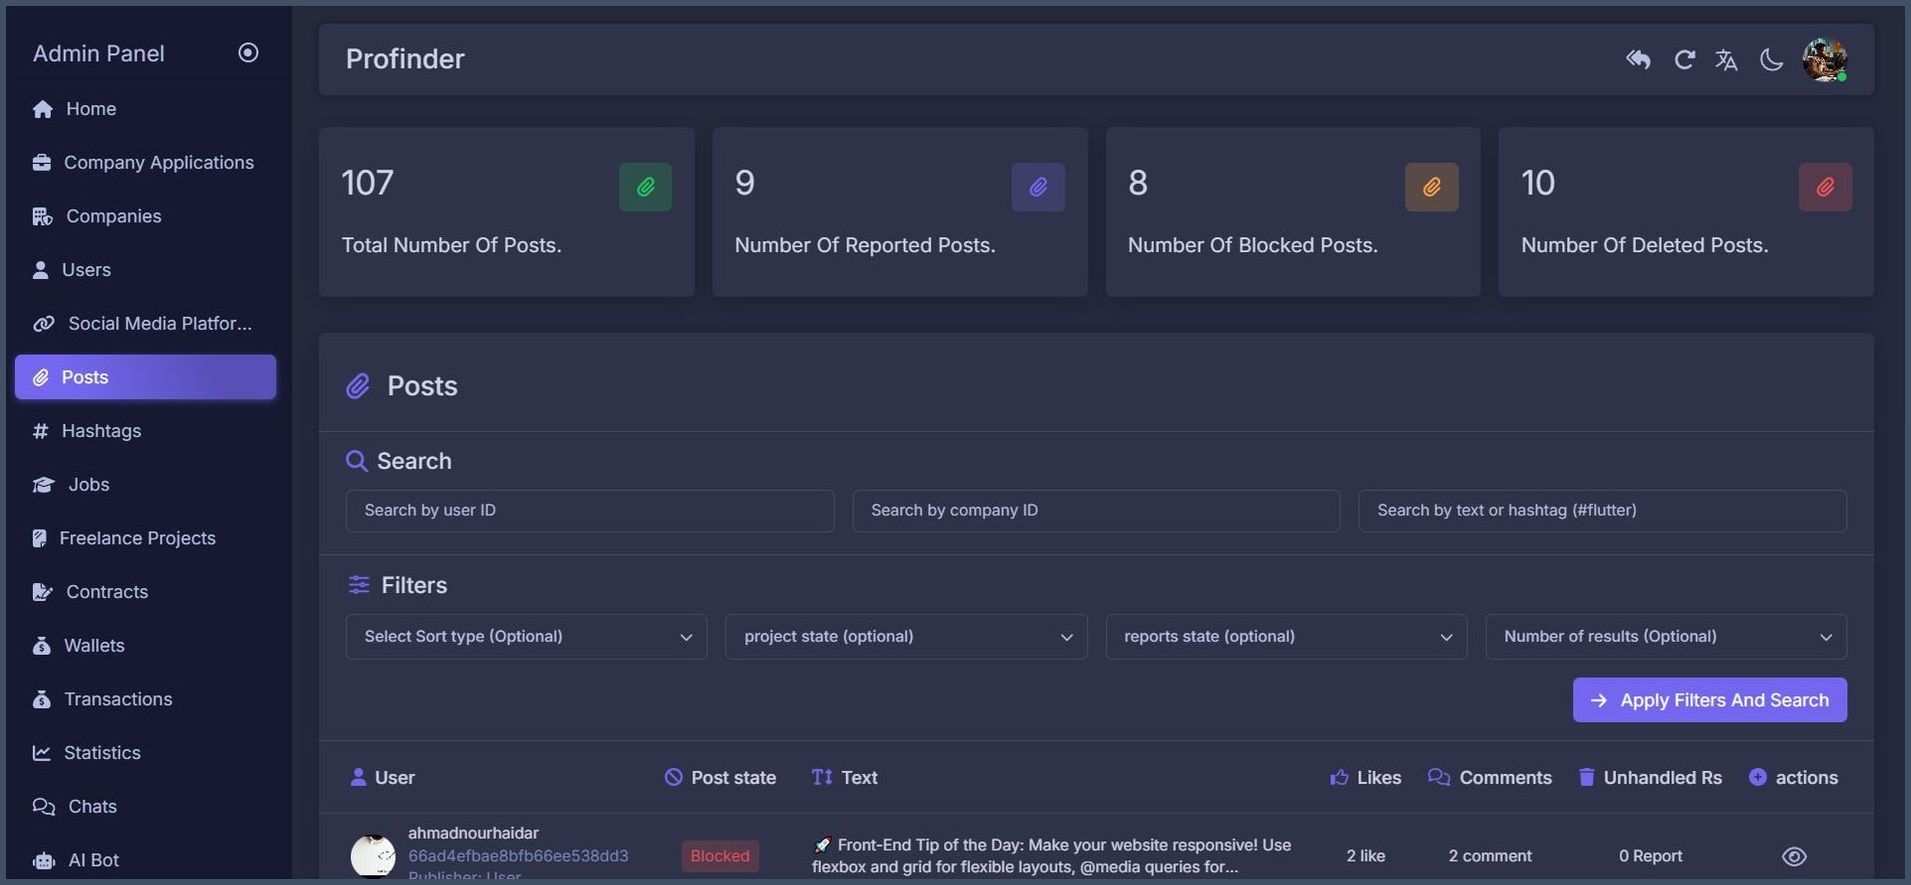 Admin Panel
Home
Company Applications
Companies
Users
Social Media Platfor...
Posts
Hashtags
Jobs
Freelance Projects
Contracts
Wallets
Transactions
Statistics
Chats
AI Bot
Profinder
107
Total Number Of Posts.
9
Number Of Reported Posts.
8
Number Of Blocked Posts.
10
Number Of Deleted Posts.
Posts
Search
Search by user ID
Search by company ID
Search by text or hashtag (#flutter)
Filters
Select Sort type (Optional)
project state (optional)
reports state (optional)
Number of results (Optional)
Apply Filters And Search
User
Post state
Text
Likes
Comments
Unhandled Rs
actions
ahmadnourhaidar
66ad4efbae8bfb66ee538dd3
Publisher: User
Blocked
🚀 Front-End Tip of the Day: Make your website responsive! Use
flexbox and grid for flexible layouts, @media queries for...
2 like
2 comment
0 Report